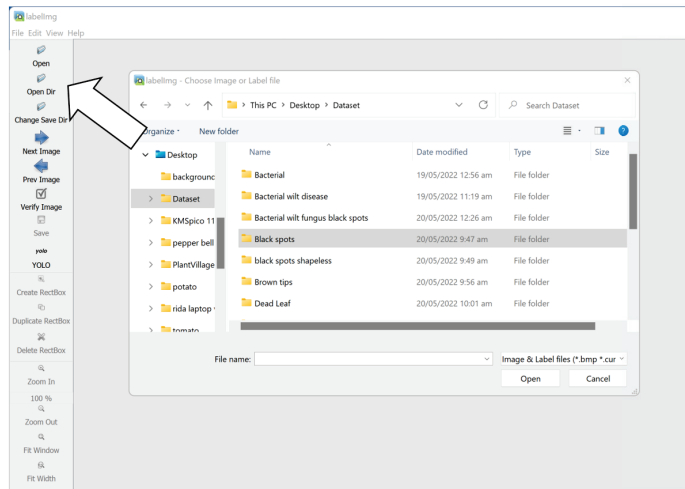 labelImg
File Edit View Help
Open
Open Dir
Change Save Dir
Next Image
Prev Image
Verify Image
Save
yolo
YOLO
Create RectBox
Duplicate RectBox
Delete RectBox
Zoom In
100 %
Zoom Out
Fit Window
Fit Width
labelImg - Choose Image or Label file
This PC > Desktop > Dataset
Search Dataset
Organize New folder
Desktop
background
Dataset
KMSpico 11
pepper bell
PlantVillage
potato
rida laptop
tomato
Name Date modified Type Size
Bacterial 19/05/2022 12:56 am File folder
Bacterial wilt disease 19/05/2022 11:19 am File folder
Bacterial wilt fungus black spots 20/05/2022 12:26 am File folder
Black spots 20/05/2022 9:47 am File folder
black spots shapeless 20/05/2022 9:49 am File folder
Brown tips 20/05/2022 9:56 am File folder
Dead Leaf 20/05/2022 10:01 am File folder
File name: Image & Label files (*.bmp *.cur
Open Cancel